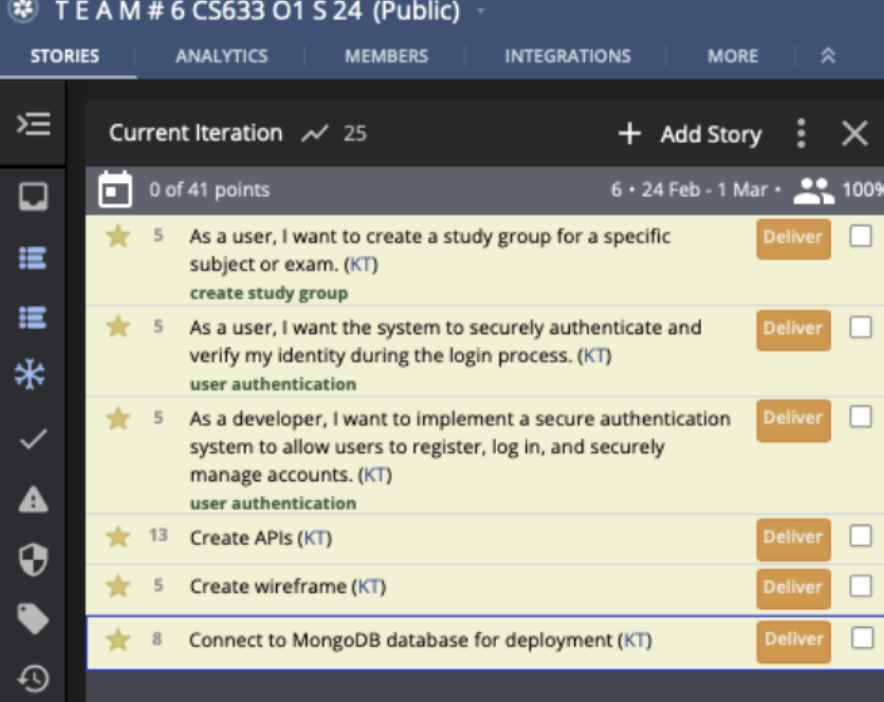 T E A M # 6 CS633 O1 S 24 (Public)
STORIES ANALYTICS MEMBERS INTEGRATIONS MORE
Current Iteration 25 + Add Story
0 of 41 points 6 • 24 Feb - 1 Mar • 100%
5 As a user, I want to create a study group for a specific Deliver
subject or exam. (KT)
create study group
5 As a user, I want the system to securely authenticate and Deliver
verify my identity during the login process. (KT)
user authentication
5 As a developer, I want to implement a secure authentication Deliver
system to allow users to register, log in, and securely
manage accounts. (KT)
user authentication
13 Create APIs (KT) Deliver
5 Create wireframe (KT) Deliver
8 Connect to MongoDB database for deployment (KT) Deliver